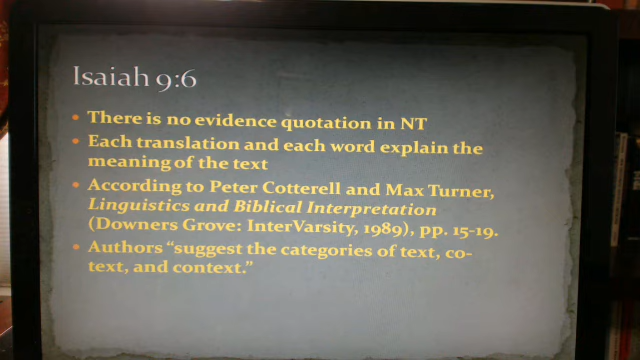 Isaiah 9:6
• There is no evidence quotation in NT
• Each translation and each word explain the
meaning of the text
• According to Peter Cotterell and Max Turner,
Linguistics and Biblical Interpretation
(Downers Grove: InterVarsity, 1989), pp. 15-19.
• Authors “suggest the categories of text, co-
text, and context.”